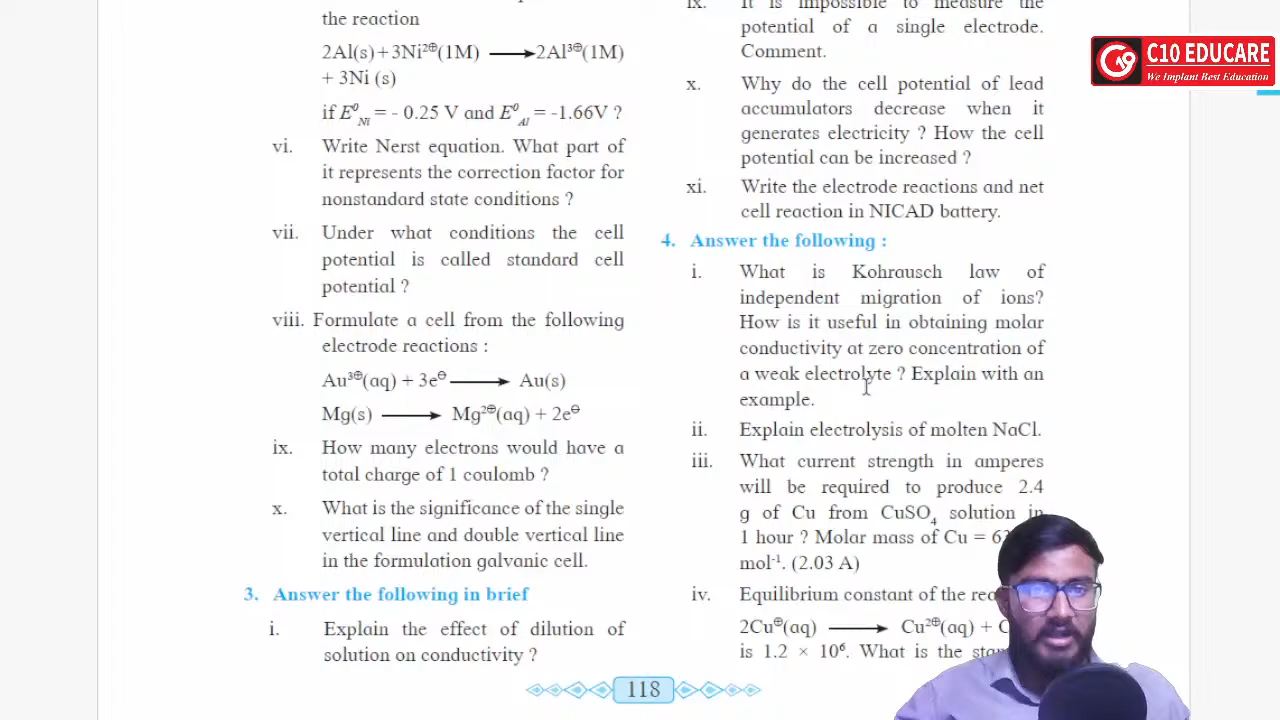 the reaction
2Al(s) + 3Ni²⊕(1M) ⟶ 2Al³⊕(1M)
+ 3Ni (s)
if E⁰Ni = - 0.25 V and E⁰Al = -1.66V ?
vi. Write Nerst equation. What part of
it represents the correction factor for
nonstandard state conditions ?
vii. Under what conditions the cell
potential is called standard cell
potential ?
viii. Formulate a cell from the following
electrode reactions :
Au³⊕(aq) + 3e⊖ ⟶ Au(s)
Mg(s) ⟶ Mg²⊕(aq) + 2e⊖
ix. How many electrons would have a
total charge of 1 coulomb ?
x. What is the significance of the single
vertical line and double vertical line
in the formulation galvanic cell.
3. Answer the following in brief
i. Explain the effect of dilution of
solution on conductivity ?
ix. It is impossible to measure the
potential of a single electrode.
Comment.
x. Why do the cell potential of lead
accumulators decrease when it
generates electricity ? How the cell
potential can be increased ?
xi. Write the electrode reactions and net
cell reaction in NICAD battery.
4. Answer the following :
i. What is Kohrausch law of
independent migration of ions?
How is it useful in obtaining molar
conductivity at zero concentration of
a weak electrolyte ? Explain with an
example.
ii. Explain electrolysis of molten NaCl.
iii. What current strength in amperes
will be required to produce 2.4
g of Cu from CuSO₄ solution in
1 hour ? Molar mass of Cu =
mol⁻¹. (2.03 A)
iv. Equilibrium constant of the
2Cu⊕(aq) ⟶ Cu²⊕(aq) +
is 1.2 × 10⁶. What is the
118
C10 EDUCARE
We Implant Best Education